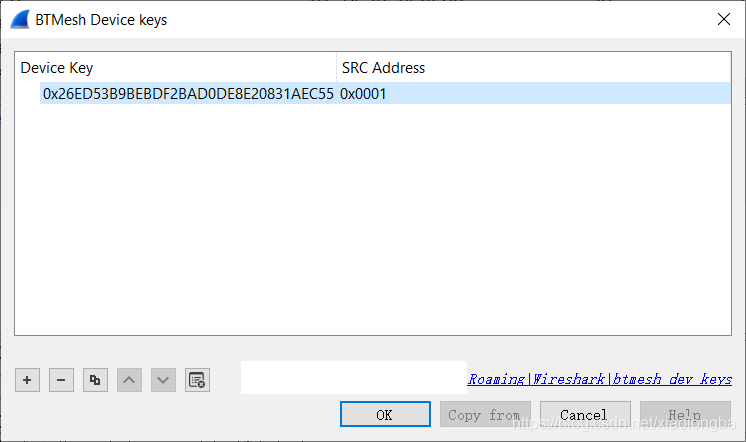 BTMesh Device keys
Device Key SRC Address
0x26ED53B9BEBDF2BAD0DE8E20831AEC55 0x0001
Roaming|Wireshark|btmesh_dev_keys
OK Copy from Cancel Help
https://blog.csdn.net/xiaolongba